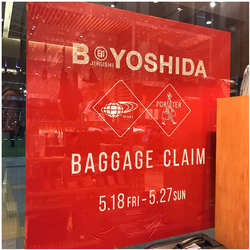 B JIRUSHI YOSHIDA
PORTER
BAGGAGE CLAIM
5.18 FRI - 5.27 SUN